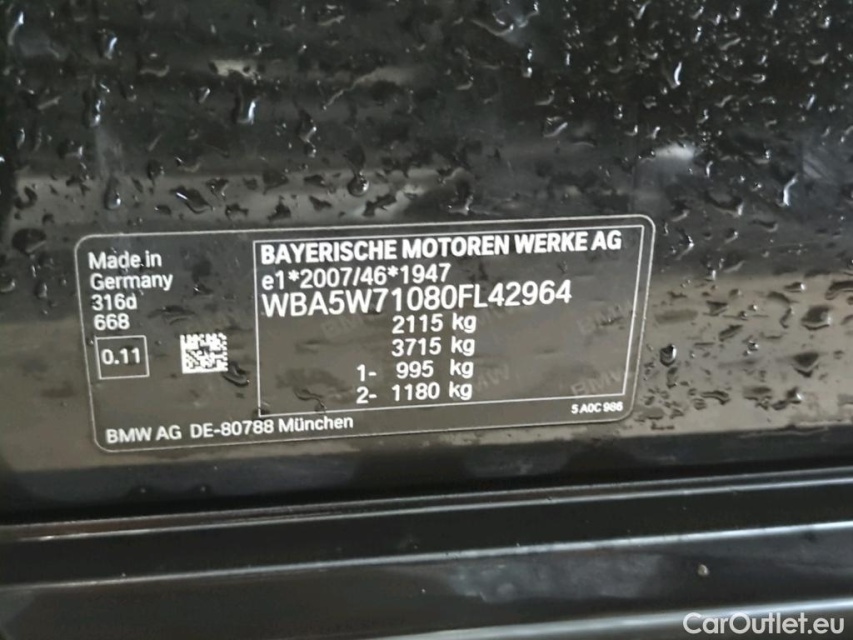 Made in
Germany
316d
668
0.11
BAYERISCHE MOTOREN WERKE AG
e1*2007/46*1947
WBA5W71080FL42964
2115 kg
3715 kg
1- 995 kg
2- 1180 kg
5 A0C 986
BMW AG DE-80788 München
CarOutlet.eu